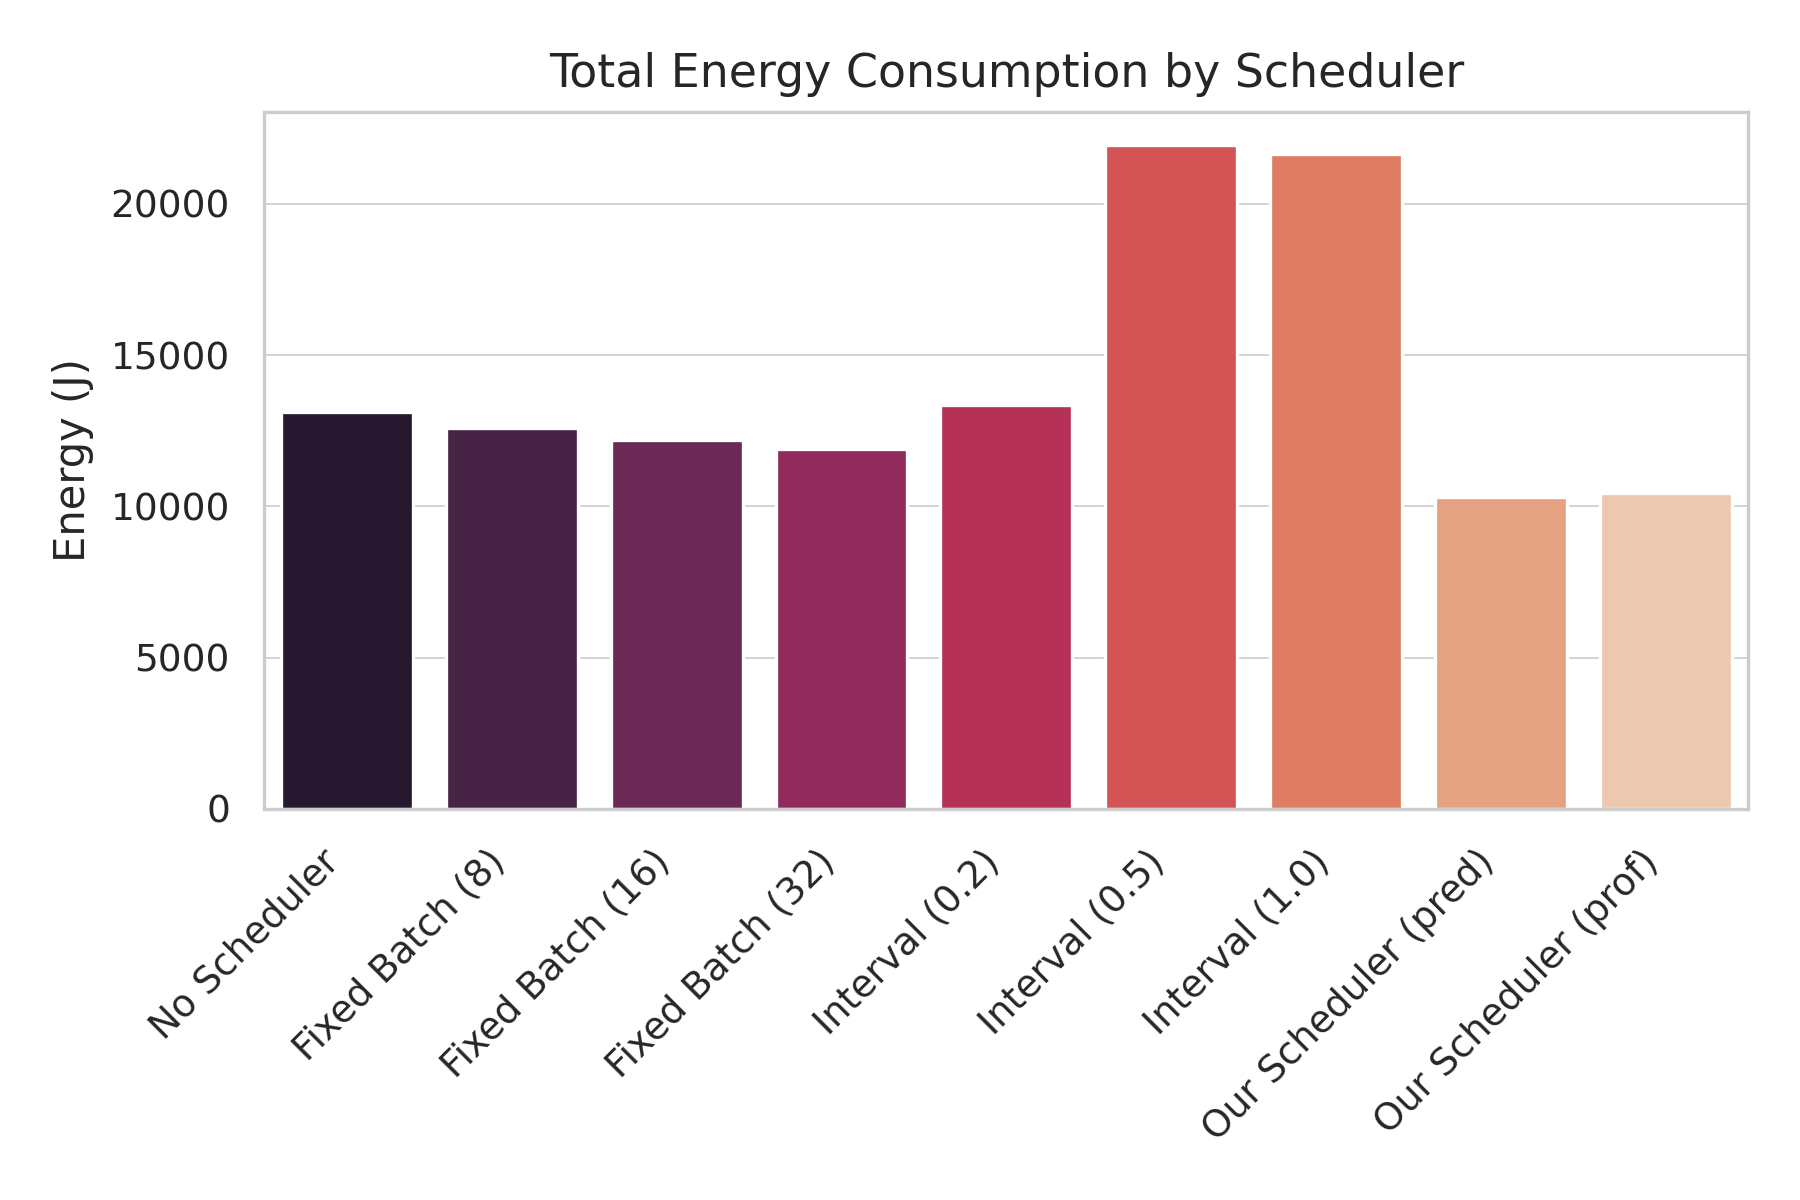 Total Energy Consumption by Scheduler
Energy (J)
20000
15000
10000
5000
0
No Scheduler
Fixed Batch (8)
Fixed Batch (16)
Fixed Batch (32)
Interval (0.2)
Interval (0.5)
Interval (1.0)
Our Scheduler (pred)
Our Scheduler (prof)